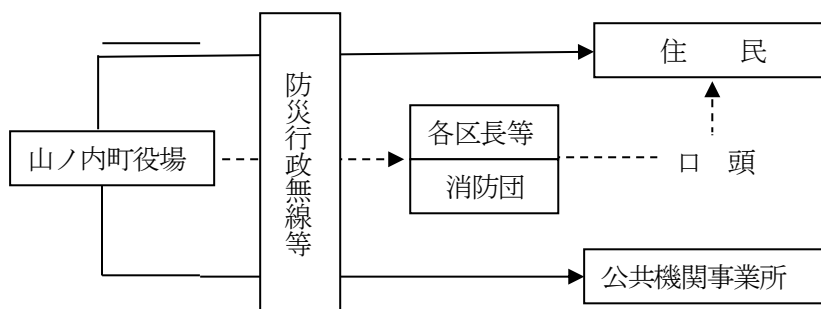 住　　民
防災行政無線等
各区長等
山ノ内町役場
口　頭
消防団
公共機関事業所